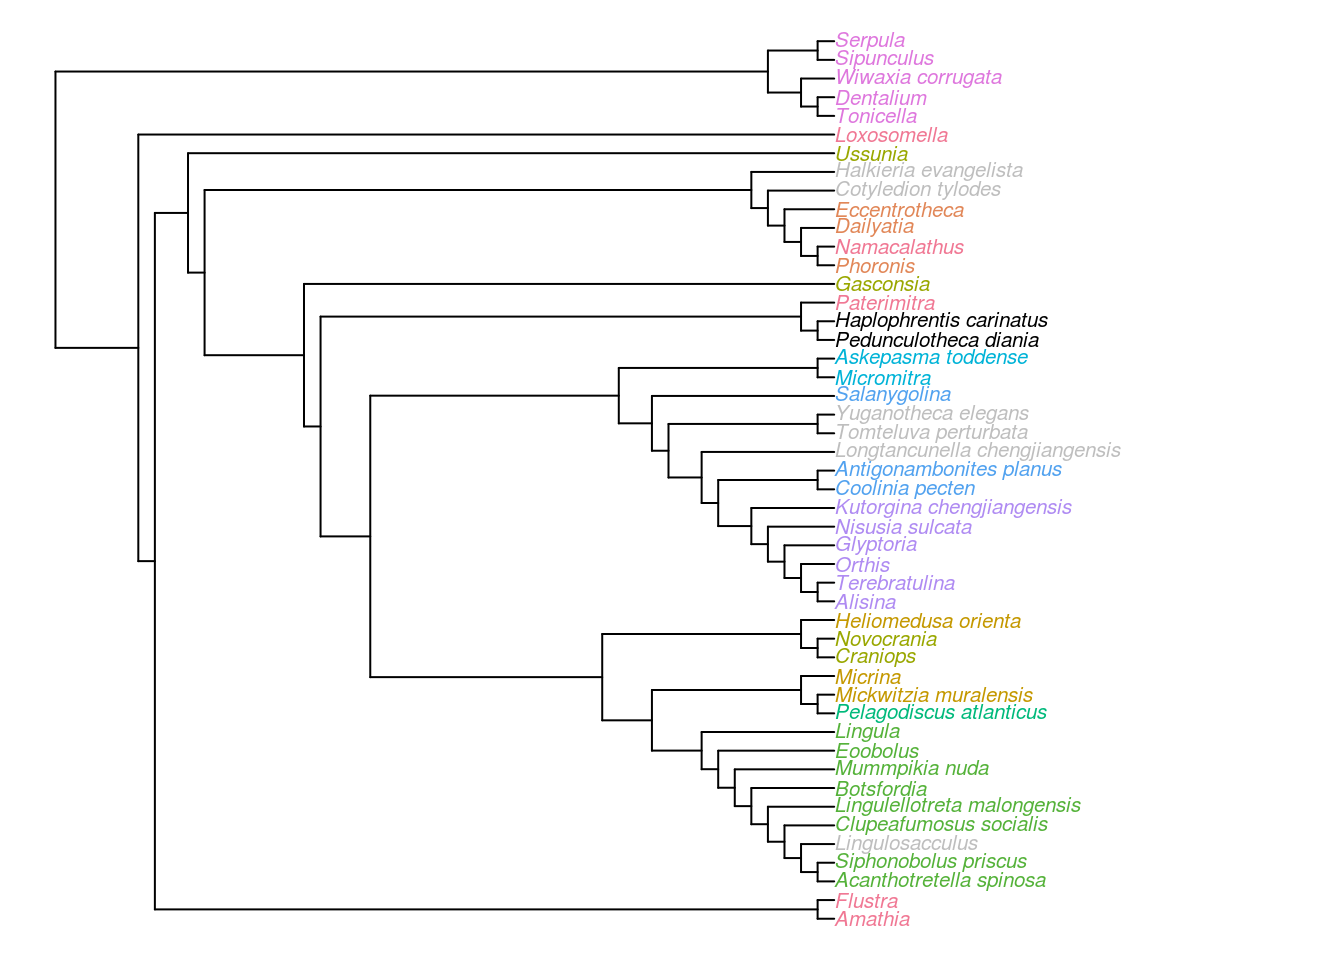 Serpula
Sipunculus
Wiwaxia corrugata
Dentalium
Tonicella
Loxosomella
Ussunia
Halkieria evangelista
Cotyledion tylodes
Eccentrotheca
Dailyatia
Namacalathus
Phoronis
Gasconsia
Paterimitra
Haplophrentis carinatus
Pedunculotheca diania
Askepasma toddense
Micromitra
Salanygolina
Yuganotheca elegans
Tomteluva perturbata
Longtancunella chengjiangensis
Antigonambonites planus
Coolinia pecten
Kutorgina chengjiangensis
Nisusia sulcata
Glyptoria
Orthis
Terebratulina
Alisina
Heliomedusa orienta
Novocrania
Craniops
Micrina
Mickwitzia muralensis
Pelagodiscus atlanticus
Lingula
Eoobolus
Mummpikia nuda
Botsfordia
Lingulellotreta malongensis
Clupeafumosus socialis
Lingulosacculus
Siphonobolus priscus
Acanthotretella spinosa
Flustra
Amathia